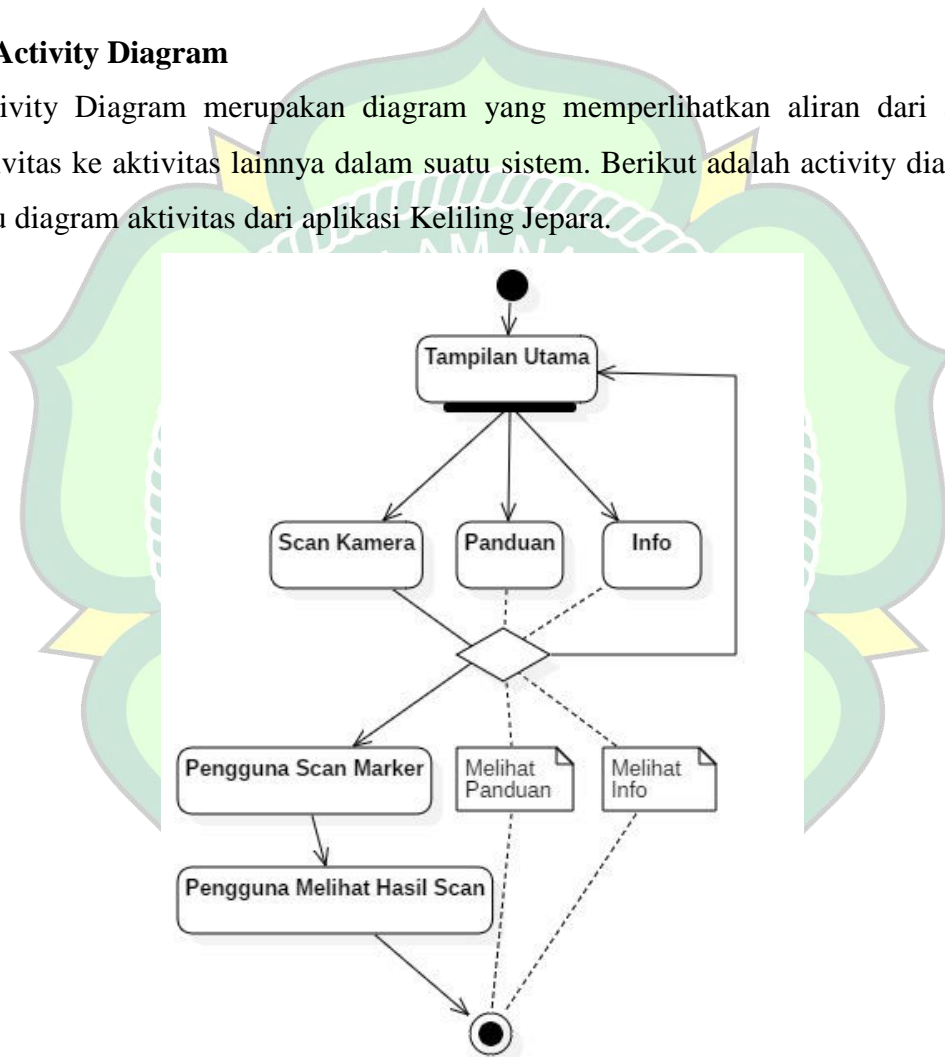 Activity Diagram
ivity Diagram merupakan diagram yang memperlihatkan aliran dari
vitas ke aktivitas lainnya dalam suatu sistem. Berikut adalah activity dia
u diagram aktivitas dari aplikasi Keliling Jepara.
Tampilan Utama
Scan Kamera
Panduan
Info
Pengguna Scan Marker
Melihat
Panduan
Melihat
Info
Pengguna Melihat Hasil Scan